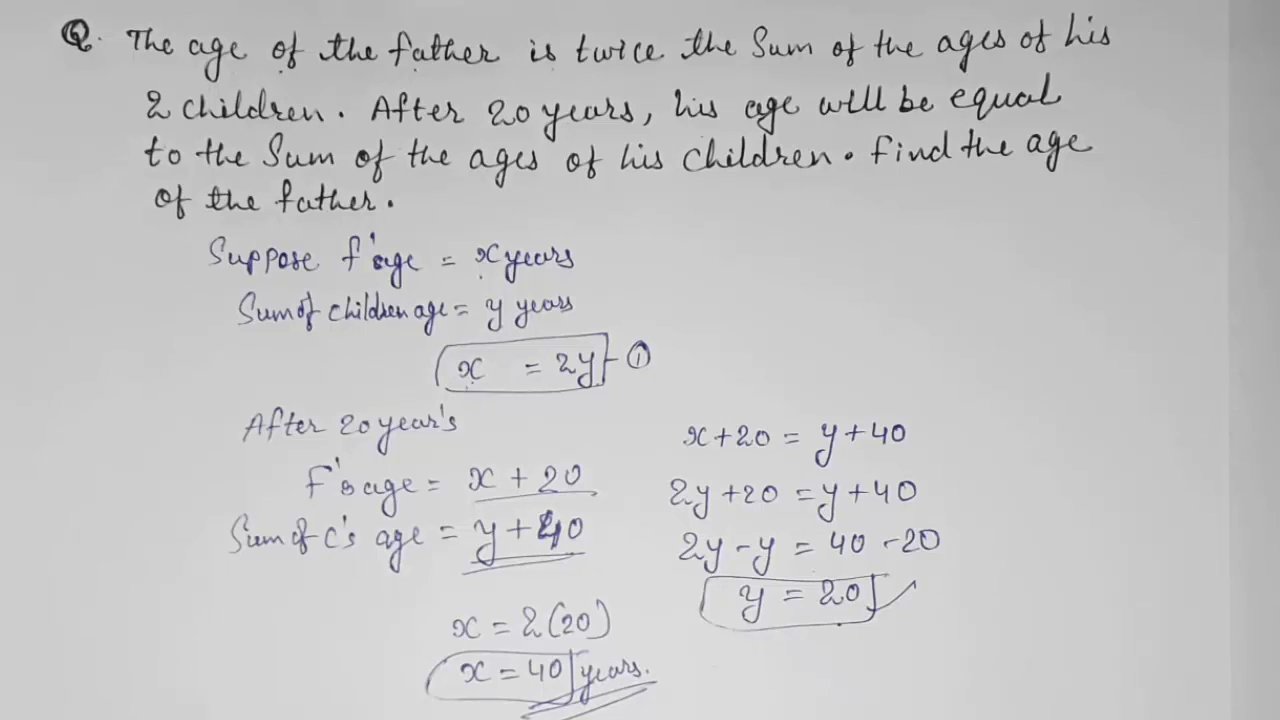 Q. The age of the father is twice the Sum of the ages of his
2 children. After 20 years, his age will be equal
to the Sum of the ages of his children. Find the age
of the father.
Suppose f's age = x years
Sum of children age = y years
x = 2y - ①
After 20 year's
F's age = x + 20
Sum of c's age = y + 40
x = 2(20)
x = 40 years.
x + 20 = y + 40
2y + 20 = y + 40
2y - y = 40 - 20
y = 20